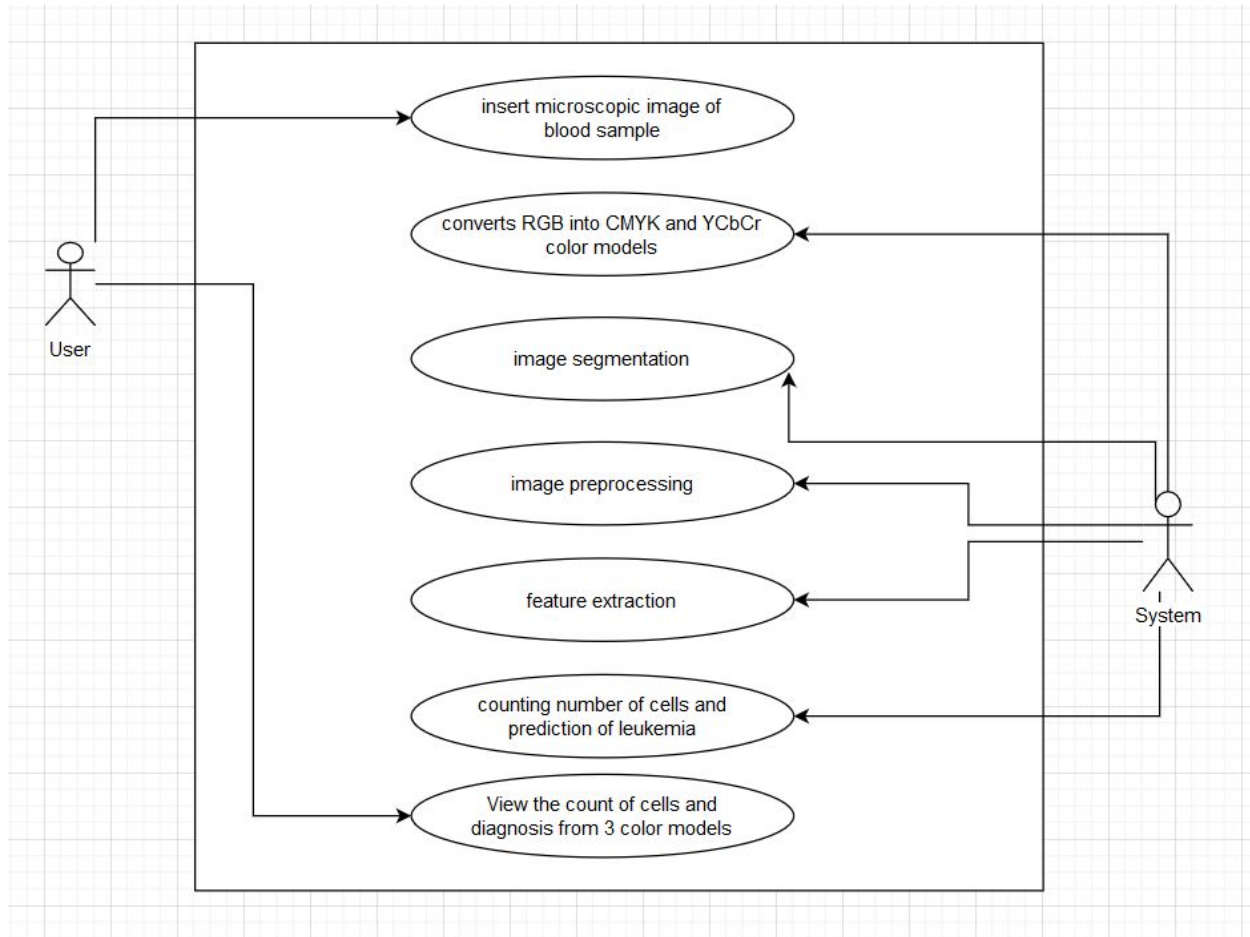 insert microscopic image of
blood sample
converts RGB into CMYK and YCbCr
color models
User
image segmentation
image preprocessing
feature extraction
System
counting number of cells and
prediction of leukemia
View the count of cells and
diagnosis from 3 color models